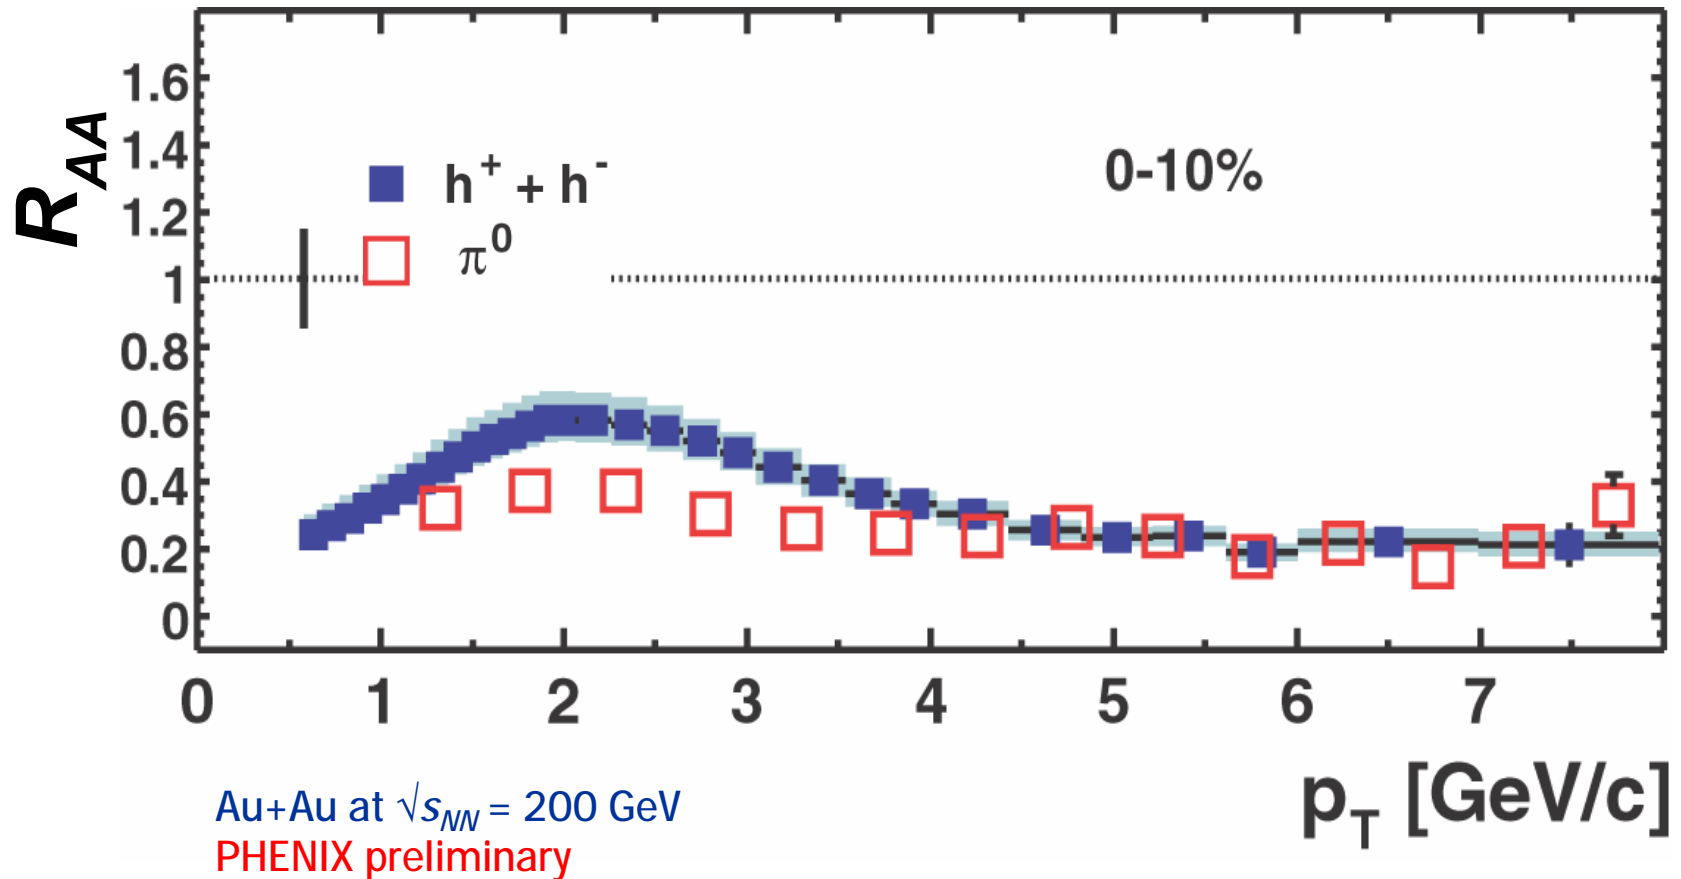 R_AA
1.6
1.4
1.2
1
0.8
0.6
0.4
0.2
0
h⁺ + h⁻
π⁰
0-10%
0 1 2 3 4 5 6 7
p_T [GeV/c]
Au+Au at √s_NN = 200 GeV
PHENIX preliminary